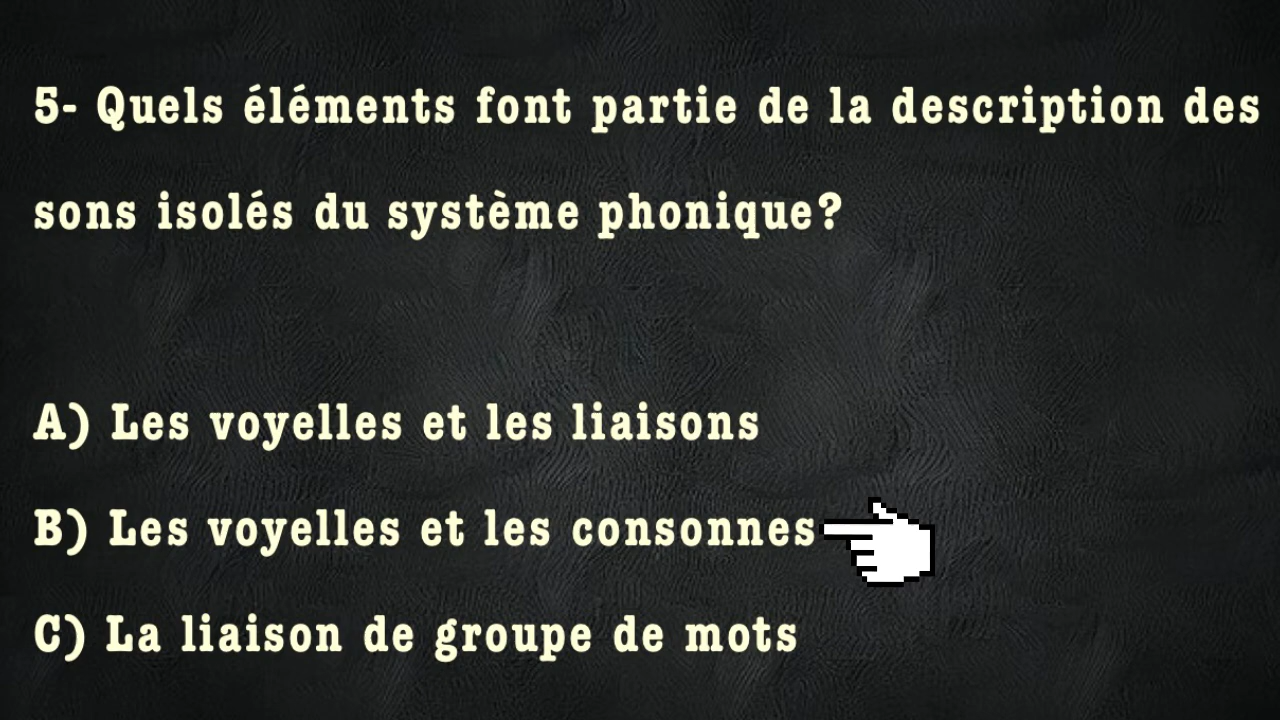 5- Quels éléments font partie de la description des
sons isolés du système phonique?
A) Les voyelles et les liaisons
B) Les voyelles et les consonnes
C) La liaison de groupe de mots